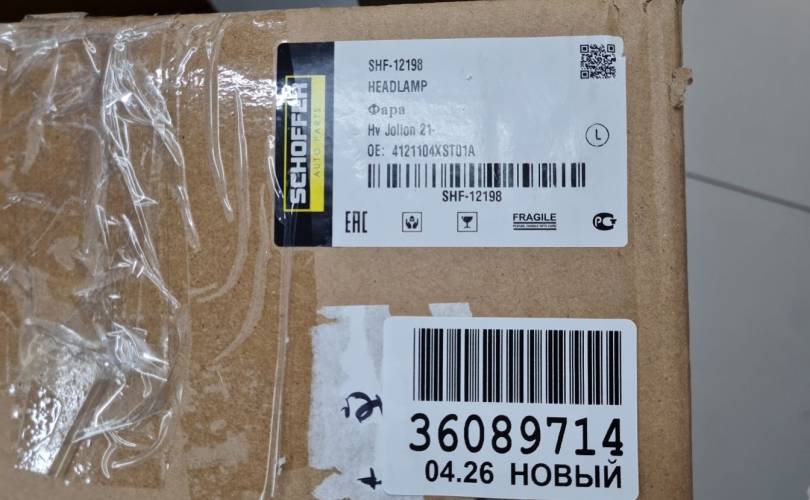 SHF-12198
HEADLAMP
Фара
Hv Jolion 21-
OE: 4121104XST01A
L
SCHOFFER
AUTO PARTS
SHF-12198
EAC
FRAGILE
РС
36089714
04.26 НОВЫЙ